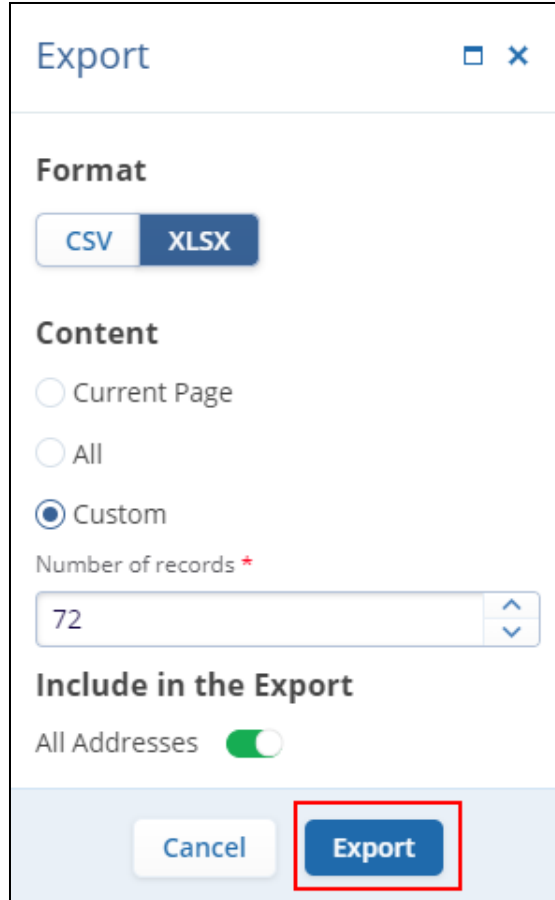 Export
Format
CSV XLSX
Content
Current Page
All
Custom
Number of records *
72
Include in the Export
All Addresses
Cancel Export